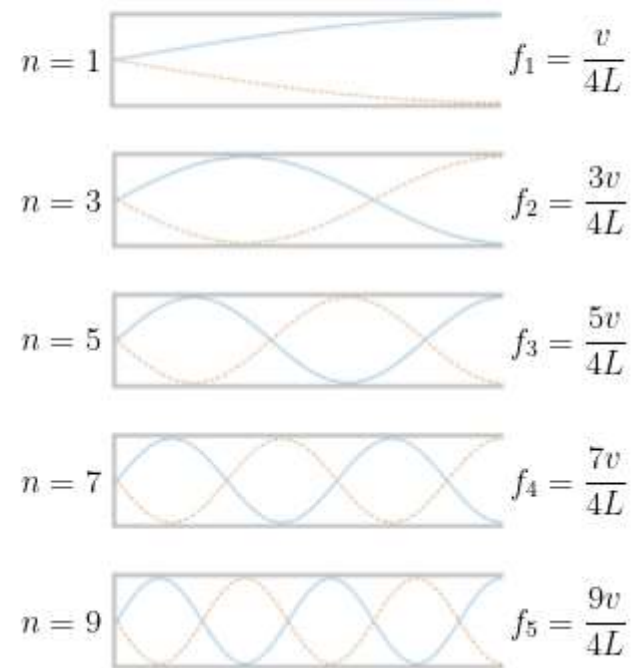 n = 1 f₁ = v/4L
n = 3 f₂ = 3v/4L
n = 5 f₃ = 5v/4L
n = 7 f₄ = 7v/4L
n = 9 f₅ = 9v/4L